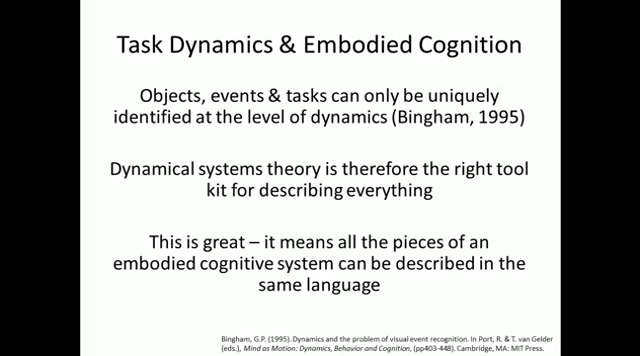 Task Dynamics & Embodied Cognition
Objects, events & tasks can only be uniquely
identified at the level of dynamics (Bingham, 1995)
Dynamical systems theory is therefore the right tool
kit for describing everything
This is great – it means all the pieces of an
embodied cognitive system can be described in the
same language
Bingham, G.P. (1995). Dynamics and the problem of visual event recognition. In Port, R. & T. van Gelder
(eds.), Mind as Motion: Dynamics, Behavior and Cognition, (pp403-448). Cambridge, MA: MIT Press.